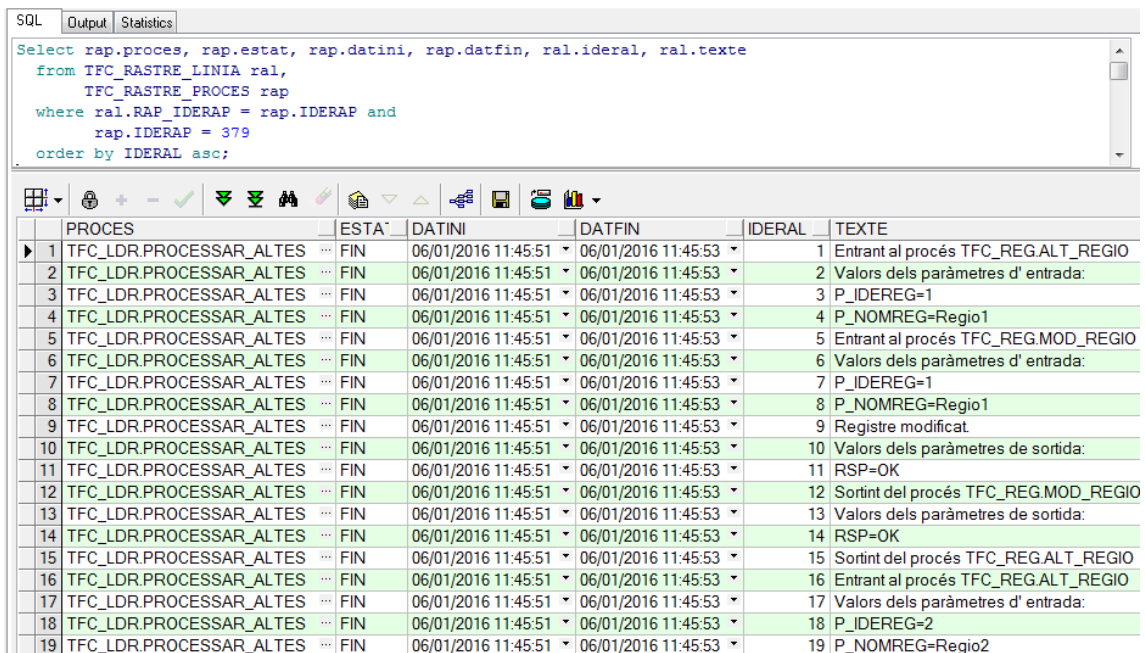 SQL Output Statistics
Select rap.proces, rap.estat, rap.datini, rap.datfin, ral.ideral, ral.texte
from TFC_RASTRE_LINIA ral,
TFC_RASTRE_PROCES rap
where ral.RAP_IDERAP = rap.IDERAP and
rap.IDERAP = 379
order by IDERAL asc;
PROCES ESTAT DATINI DATFIN IDERAL TEXTE
1 TFC_LDR.PROCESSAR_ALTES ... FIN 06/01/2016 11:45:51 06/01/2016 11:45:53 1 Entrant al procés TFC_REG.ALT_REGIO
2 TFC_LDR.PROCESSAR_ALTES ... FIN 06/01/2016 11:45:51 06/01/2016 11:45:53 2 Valors dels paràmetres d' entrada:
3 TFC_LDR.PROCESSAR_ALTES ... FIN 06/01/2016 11:45:51 06/01/2016 11:45:53 3 P_IDEREG=1
4 TFC_LDR.PROCESSAR_ALTES ... FIN 06/01/2016 11:45:51 06/01/2016 11:45:53 4 P_NOMREG=Regio1
5 TFC_LDR.PROCESSAR_ALTES ... FIN 06/01/2016 11:45:51 06/01/2016 11:45:53 5 Entrant al procés TFC_REG.MOD_REGIO
6 TFC_LDR.PROCESSAR_ALTES ... FIN 06/01/2016 11:45:51 06/01/2016 11:45:53 6 Valors dels paràmetres d' entrada:
7 TFC_LDR.PROCESSAR_ALTES ... FIN 06/01/2016 11:45:51 06/01/2016 11:45:53 7 P_IDEREG=1
8 TFC_LDR.PROCESSAR_ALTES ... FIN 06/01/2016 11:45:51 06/01/2016 11:45:53 8 P_NOMREG=Regio1
9 TFC_LDR.PROCESSAR_ALTES ... FIN 06/01/2016 11:45:51 06/01/2016 11:45:53 9 Registre modificat.
10 TFC_LDR.PROCESSAR_ALTES ... FIN 06/01/2016 11:45:51 06/01/2016 11:45:53 10 Valors dels paràmetres de sortida:
11 TFC_LDR.PROCESSAR_ALTES ... FIN 06/01/2016 11:45:51 06/01/2016 11:45:53 11 RSP=OK
12 TFC_LDR.PROCESSAR_ALTES ... FIN 06/01/2016 11:45:51 06/01/2016 11:45:53 12 Sortint del procés TFC_REG.MOD_REGIO
13 TFC_LDR.PROCESSAR_ALTES ... FIN 06/01/2016 11:45:51 06/01/2016 11:45:53 13 Valors dels paràmetres de sortida:
14 TFC_LDR.PROCESSAR_ALTES ... FIN 06/01/2016 11:45:51 06/01/2016 11:45:53 14 RSP=OK
15 TFC_LDR.PROCESSAR_ALTES ... FIN 06/01/2016 11:45:51 06/01/2016 11:45:53 15 Sortint del procés TFC_REG.ALT_REGIO
16 TFC_LDR.PROCESSAR_ALTES ... FIN 06/01/2016 11:45:51 06/01/2016 11:45:53 16 Entrant al procés TFC_REG.ALT_REGIO
17 TFC_LDR.PROCESSAR_ALTES ... FIN 06/01/2016 11:45:51 06/01/2016 11:45:53 17 Valors dels paràmetres d' entrada:
18 TFC_LDR.PROCESSAR_ALTES ... FIN 06/01/2016 11:45:51 06/01/2016 11:45:53 18 P_IDEREG=2
19 TFC_LDR.PROCESSAR_ALTES ... FIN 06/01/2016 11:45:51 06/01/2016 11:45:53 19 P_NOMREG=Regio2